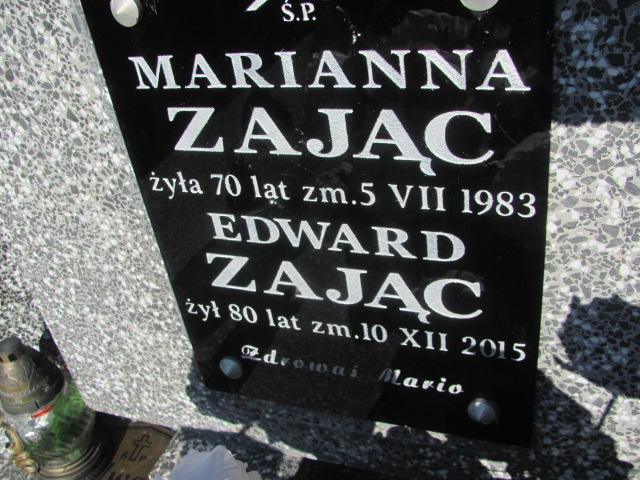 Ś.P.
MARIANNA
ZAJĄC
żyła 70 lat zm.5 VII 1983
EDWARD
ZAJĄC
żył 80 lat zm.10 XII 2015
Zdrowaś Mario
Ś P